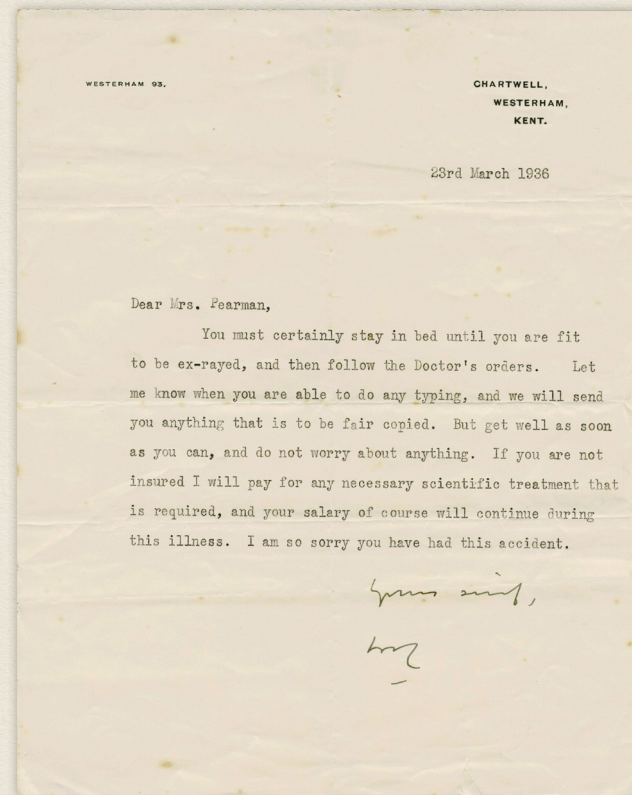 WESTERHAM 93.
CHARTWELL,
WESTERHAM,
KENT.
23rd March 1936
Dear Mrs. Pearman,
You must certainly stay in bed until you are fit
to be ex-rayed, and then follow the Doctor's orders. Let
me know when you are able to do any typing, and we will send
you anything that is to be fair copied. But get well as soon
as you can, and do not worry about anything. If you are not
insured I will pay for any necessary scientific treatment that
is required, and your salary of course will continue during
this illness. I am so sorry you have had this accident.
Yours